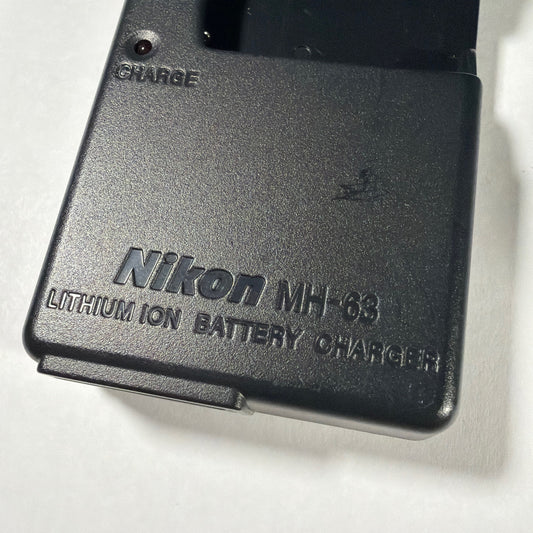 CHARGE
Nikon MH-63
LITHIUM ION BATTERY CHARGER